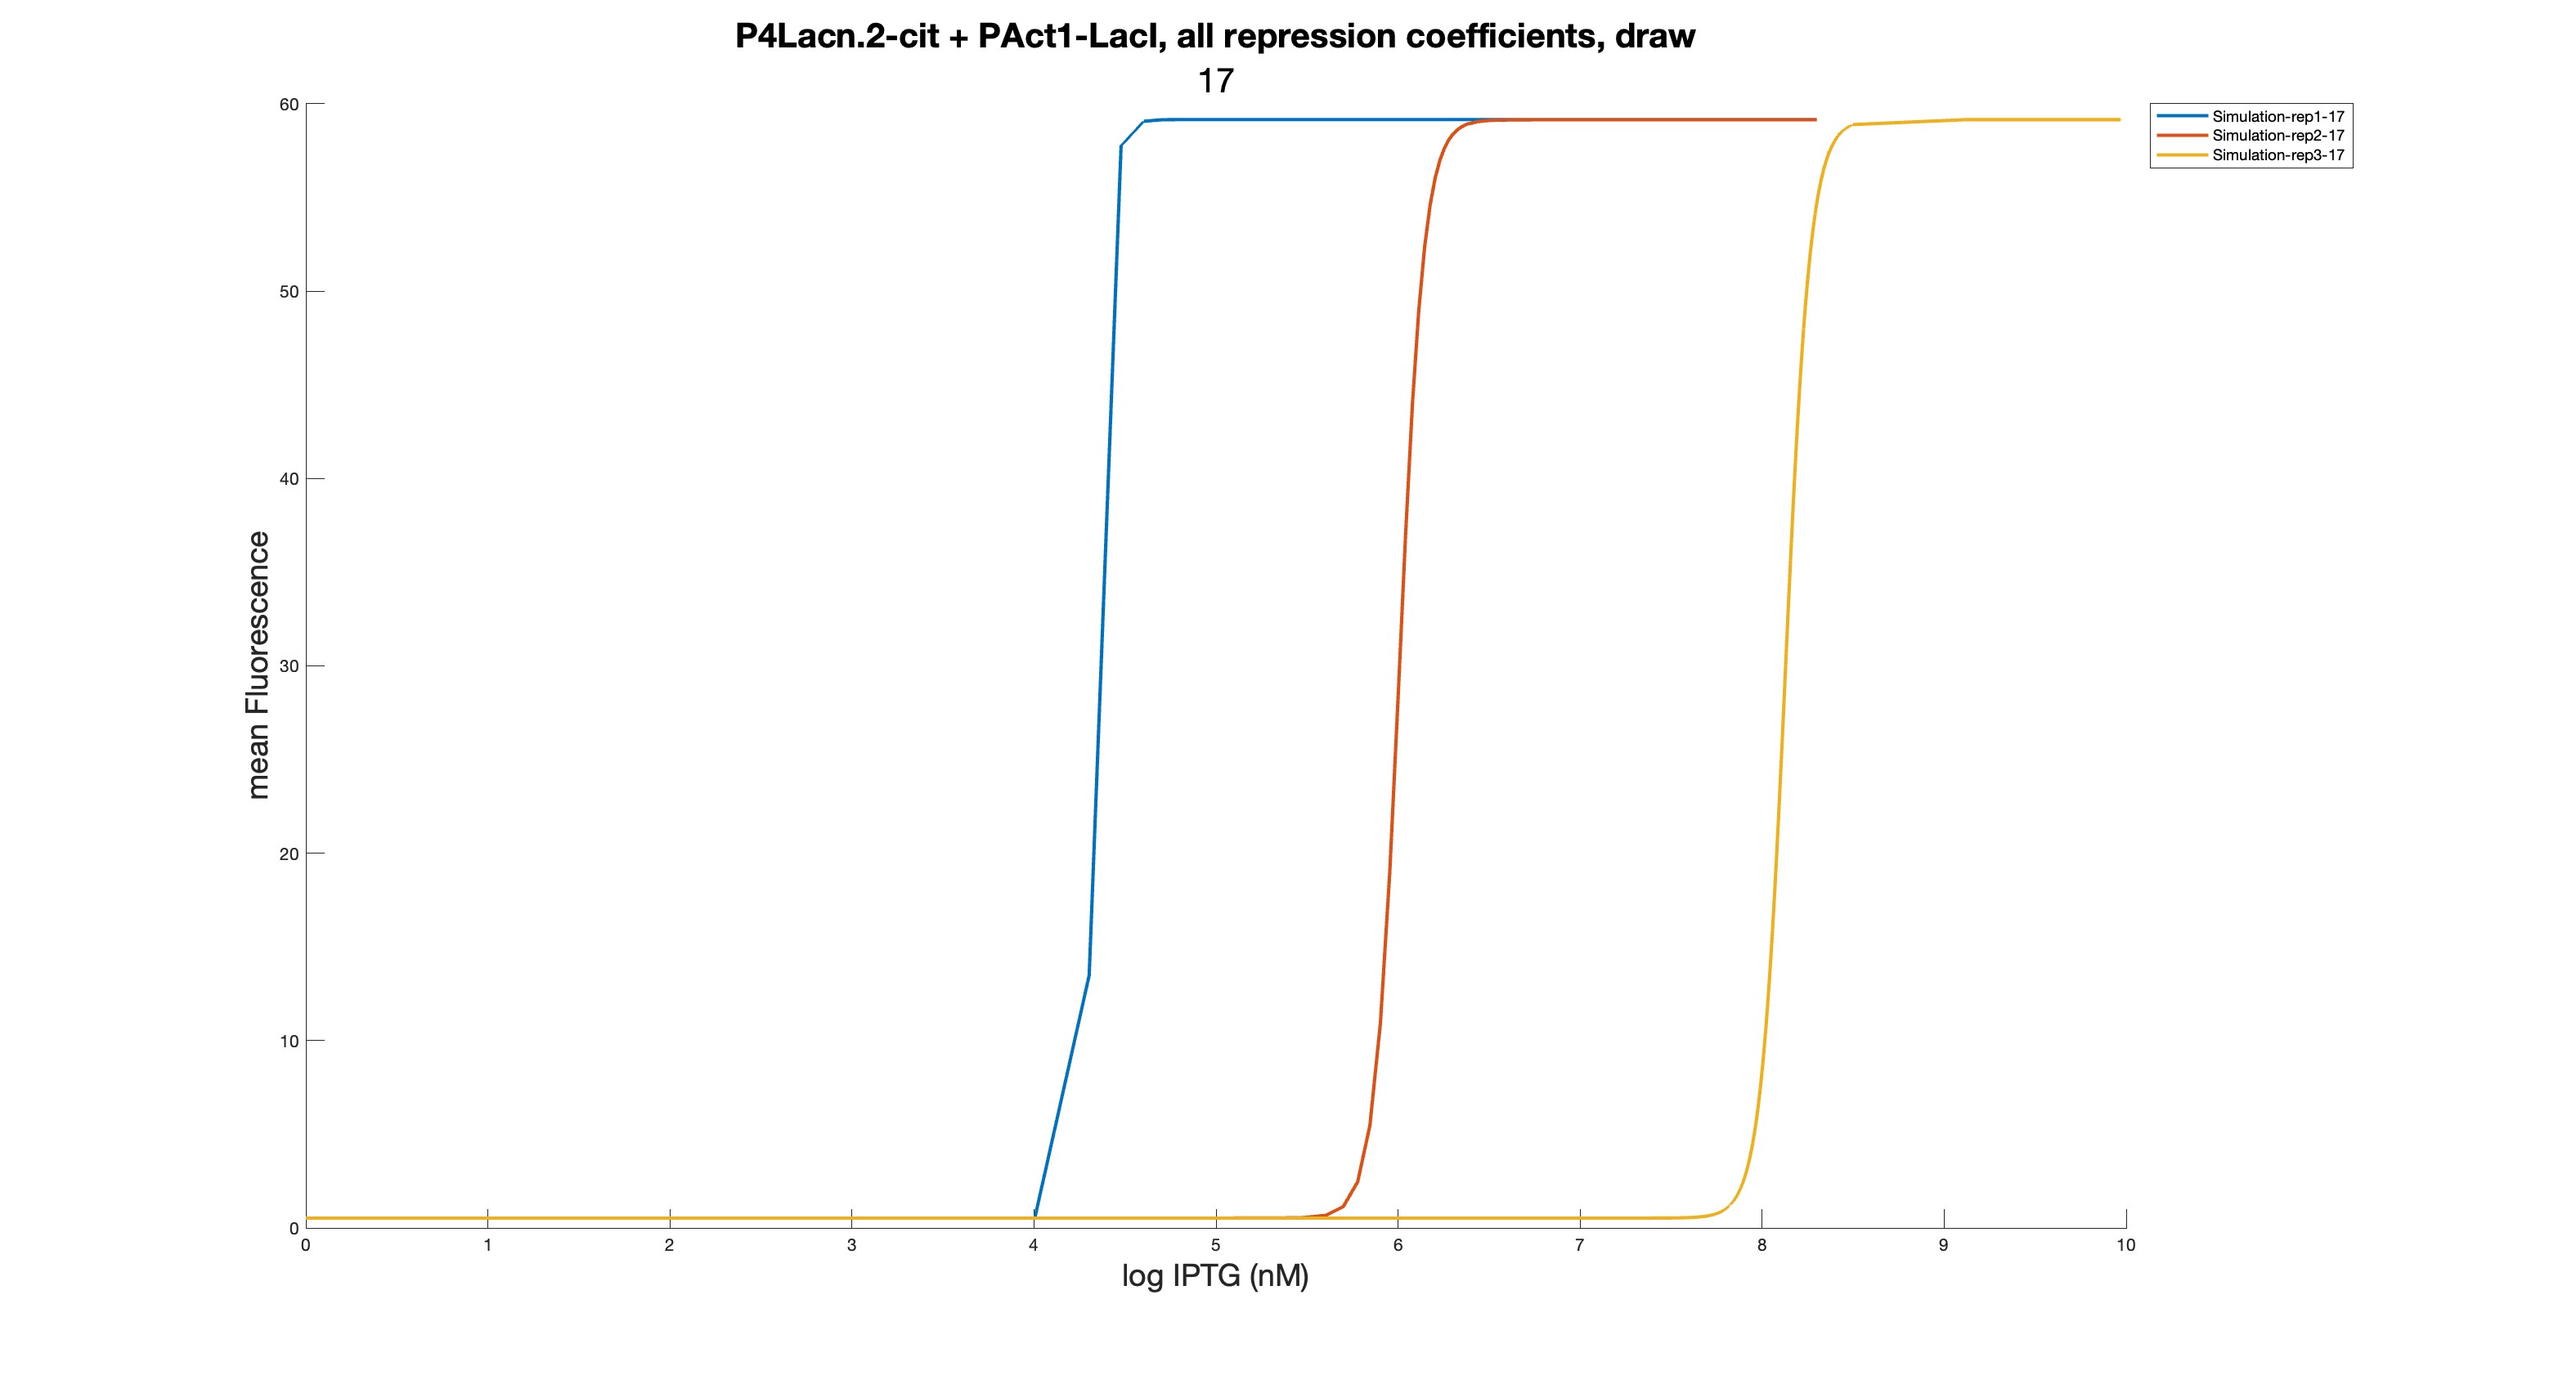 P4Lacn.2-cit + PAct1-LacI, all repression coefficients, draw
17
60
50
40
30
20
10
0
mean Fluorescence
0 1 2 3 4 5 6 7 8 9 10
log IPTG (nM)
Simulation-rep1-17
Simulation-rep2-17
Simulation-rep3-17